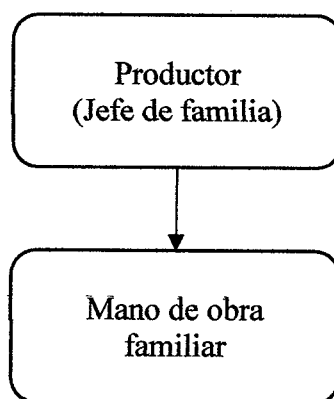 Productor
(Jefe de familia)
Mano de obra
familiar